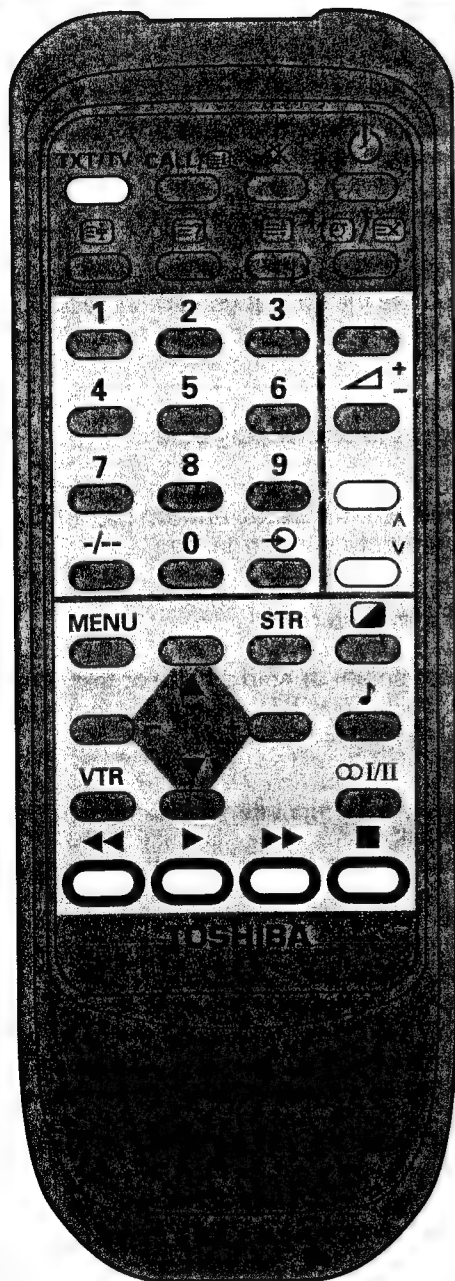 TXT/TV CALL
1 2 3
+
-
4 5 6
7 8 9
-/-- 0
MENU STR
VTR I/II
TOSHIBA